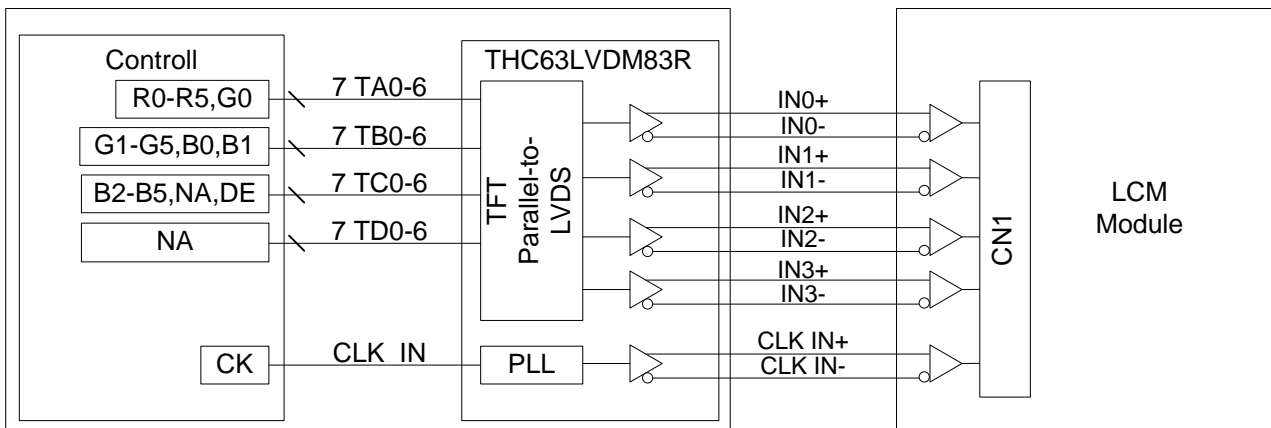 Controll
THC63LVDM83R
R0-R5,G0
7 TA0-6
G1-G5,B0,B1
7 TB0-6
B2-B5,NA,DE
7 TC0-6
NA
7 TD0-6
TFT
Parallel-to-
LVDS
IN0+
IN0-
IN1+
IN1-
IN2+
IN2-
IN3+
IN3-
CK
CLK IN
PLL
CLK IN+
CLK IN-
CN1
LCM
Module